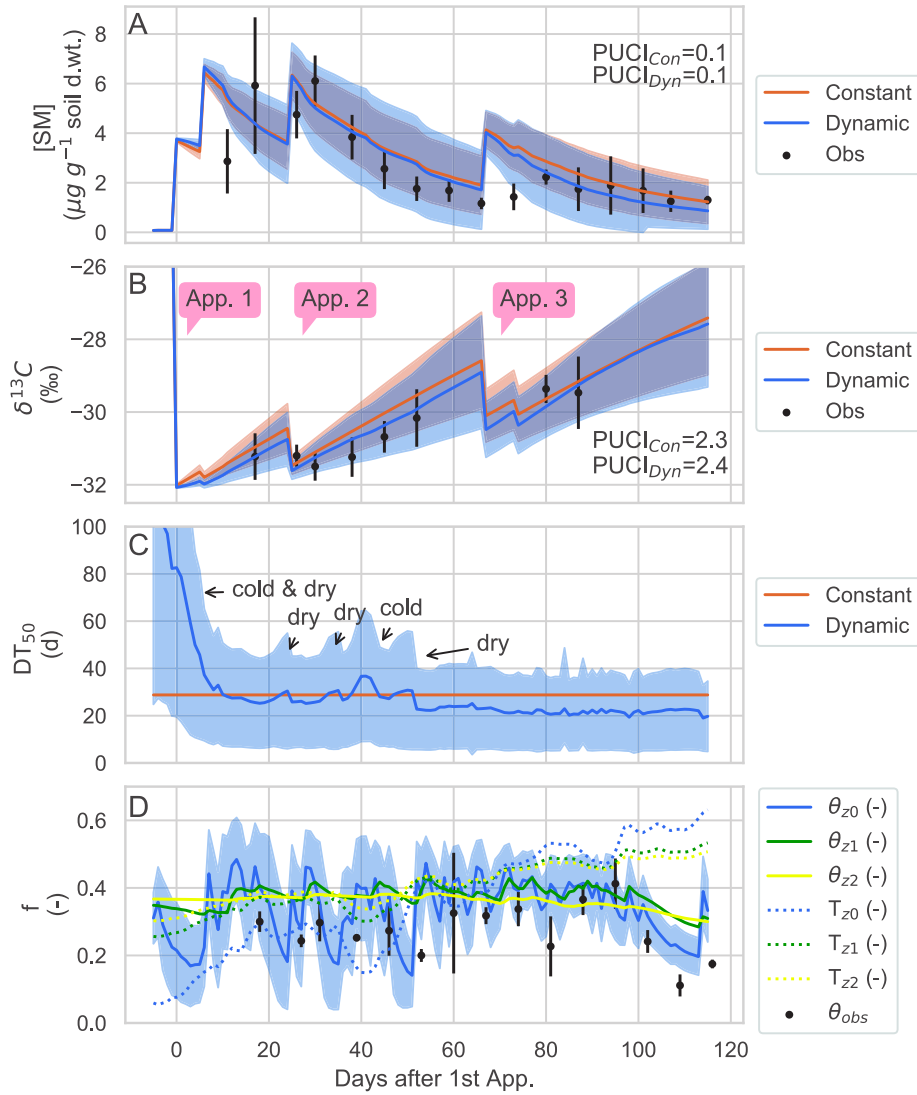 A
8
6
4
2
0
[SM]
(μg g⁻¹ soil d.wt.)
PUCI_Con=0.1
PUCI_Dyn=0.1
Constant
Dynamic
Obs
B
−26
−28
−30
−32
δ¹³C
(‰)
App. 1
App. 2
App. 3
PUCI_Con=2.3
PUCI_Dyn=2.4
Constant
Dynamic
Obs
C
100
80
60
40
20
0
DT₅₀
(d)
cold & dry
dry
dry
cold
dry
Constant
Dynamic
D
0.6
0.4
0.2
0.0
f
(-)
θ_z0 (-)
θ_z1 (-)
θ_z2 (-)
T_z0 (-)
T_z1 (-)
T_z2 (-)
θ_obs
0 20 40 60 80 100 120
Days after 1st App.